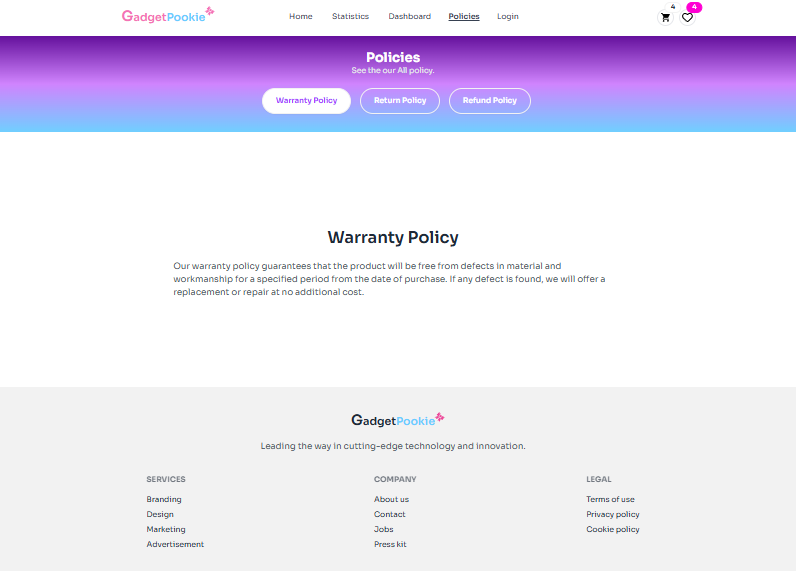 GadgetPookie
Home Statistics Dashboard Policies Login
4 4
Policies
See the our All policy.
Warranty Policy Return Policy Refund Policy
Warranty Policy
Our warranty policy guarantees that the product will be free from defects in material and
workmanship for a specified period from the date of purchase. If any defect is found, we will offer a
replacement or repair at no additional cost.
GadgetPookie
Leading the way in cutting-edge technology and innovation.
SERVICES COMPANY LEGAL
Branding About us Terms of use
Design Contact Privacy policy
Marketing Jobs Cookie policy
Advertisement Press kit